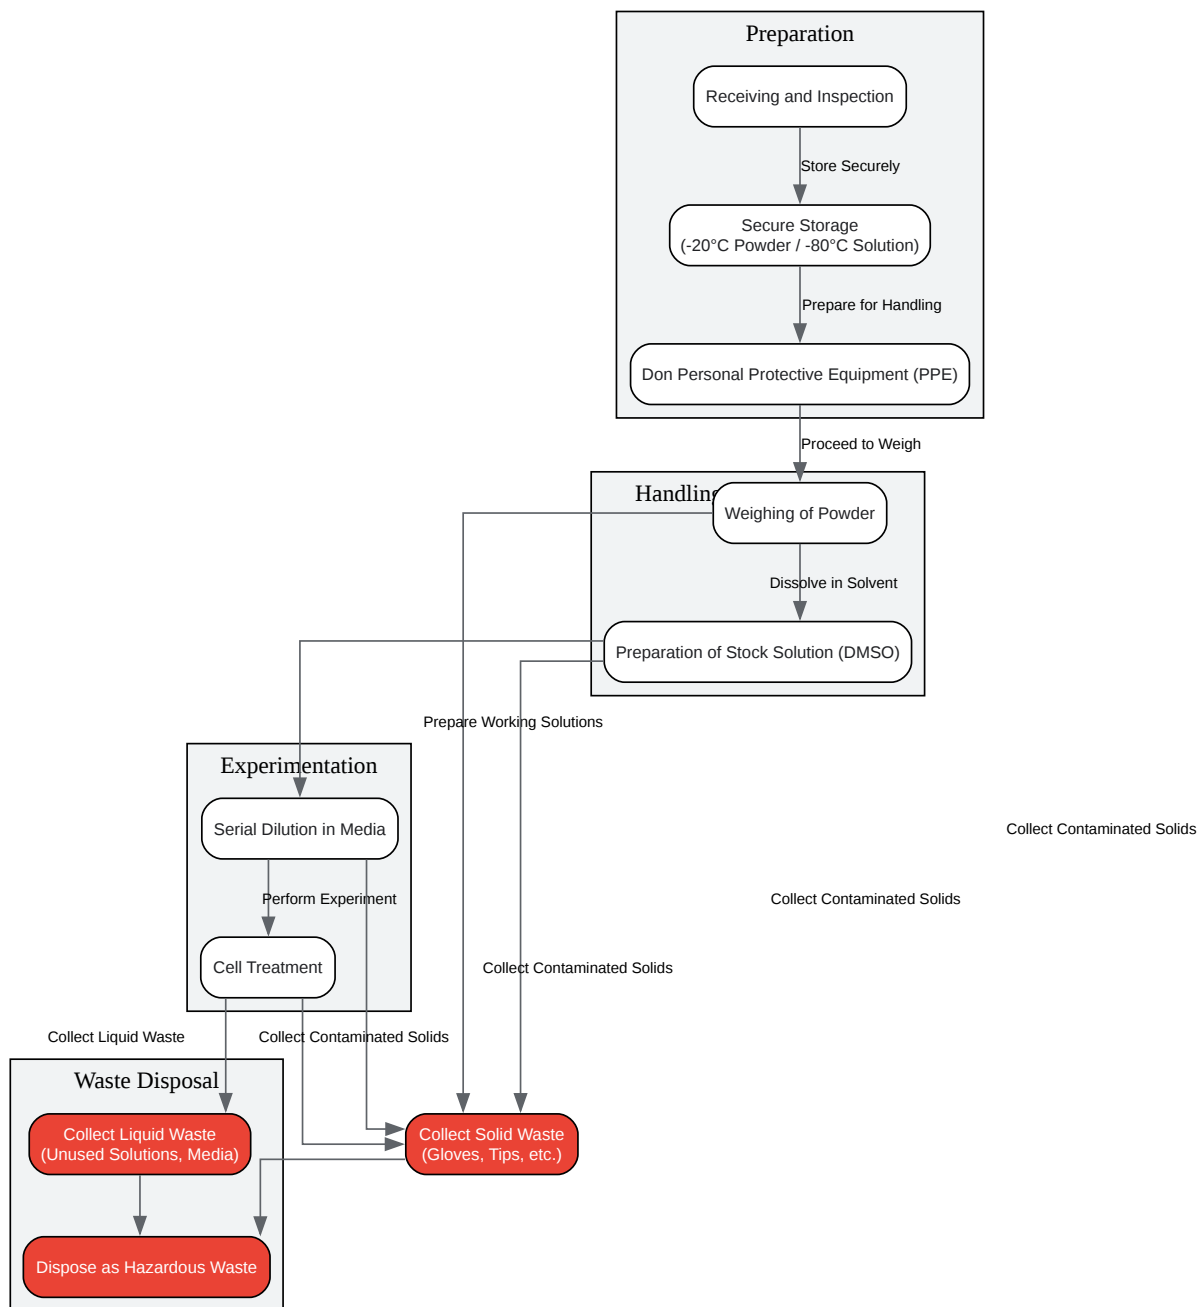 Preparation
Receiving and Inspection
Store Securely
Secure Storage
(-20°C Powder / -80°C Solution)
Prepare for Handling
Don Personal Protective Equipment (PPE)
Proceed to Weigh
Handling
Weighing of Powder
Dissolve in Solvent
Preparation of Stock Solution (DMSO)
Prepare Working Solutions
Experimentation
Serial Dilution in Media
Collect Contaminated Solids
Perform Experiment
Collect Contaminated Solids
Cell Treatment
Collect Contaminated Solids
Collect Liquid Waste
Collect Contaminated Solids
Waste Disposal
Collect Liquid Waste
(Unused Solutions, Media)
Collect Solid Waste
(Gloves, Tips, etc.)
Dispose as Hazardous Waste